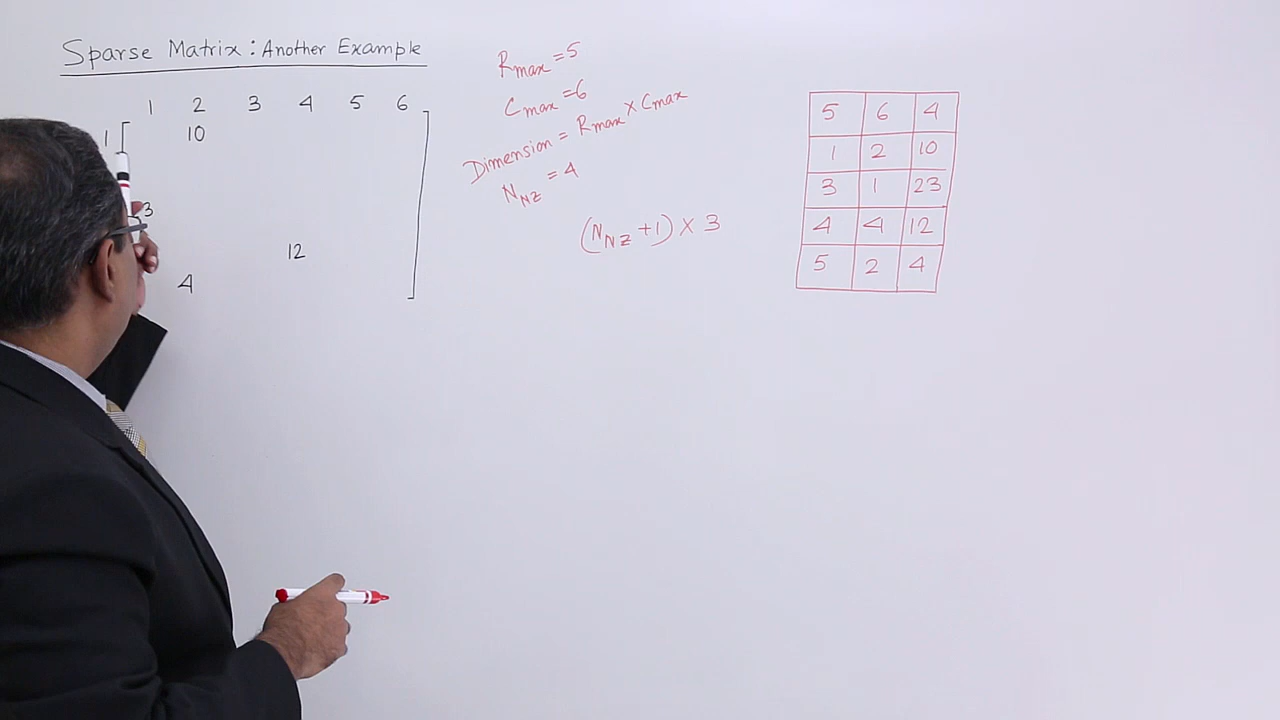 Sparse Matrix : Another Example
1 2 3 4 5 6
1 10
3
12
4
Rmax = 5
Cmax = 6
Dimension = Rmax × Cmax
NNZ = 4
(NNZ + 1) × 3
5 6 4
1 2 10
3 1 23
4 4 12
5 2 4